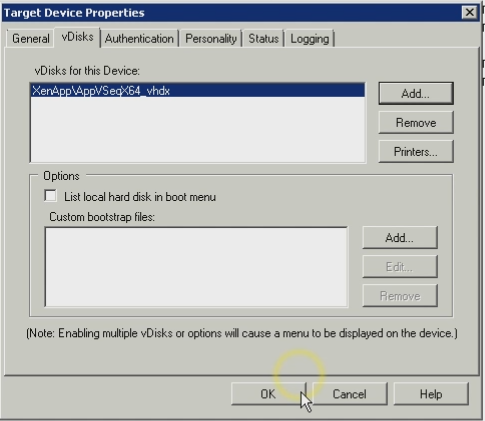 Target Device Properties
General vDisks Authentication Personality Status Logging
vDisks for this Device:
XenApp\AppVSeqX64_vhdx
Add...
Remove
Printers...
Options
List local hard disk in boot menu
Custom bootstrap files:
Add...
Edit...
Remove
(Note: Enabling multiple vDisks or options will cause a menu to be displayed on the device.)
OK Cancel Help